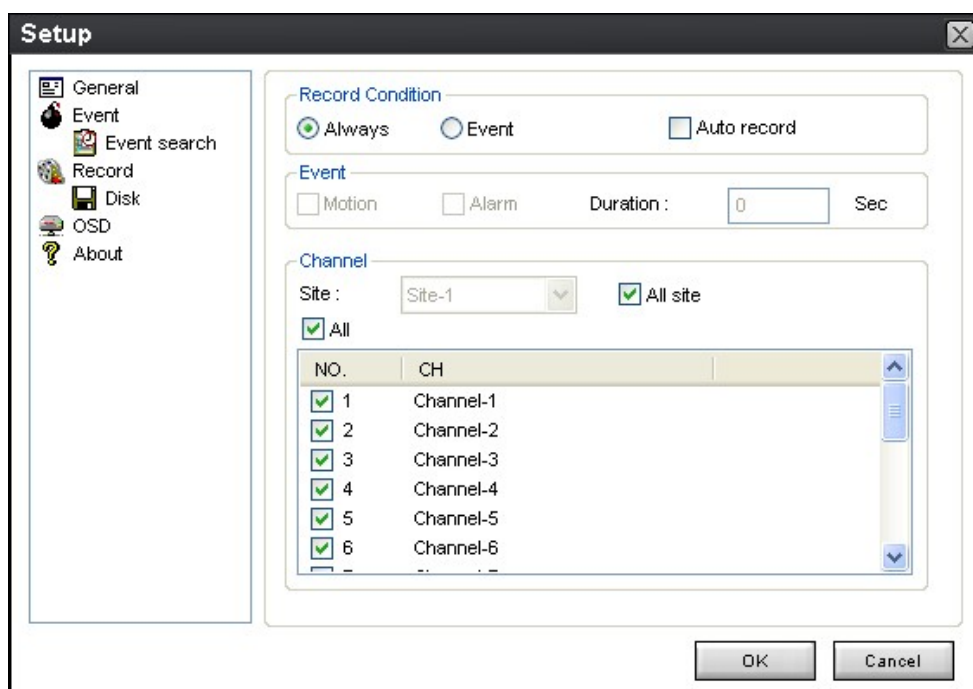 Setup
General
Event
Event search
Record
Disk
OSD
About
Record Condition
Always Event Auto record
Event
Motion Alarm Duration : 0 Sec
Channel
Site : Site-1 All site
All
NO. CH
1 Channel-1
2 Channel-2
3 Channel-3
4 Channel-4
5 Channel-5
6 Channel-6
OK Cancel